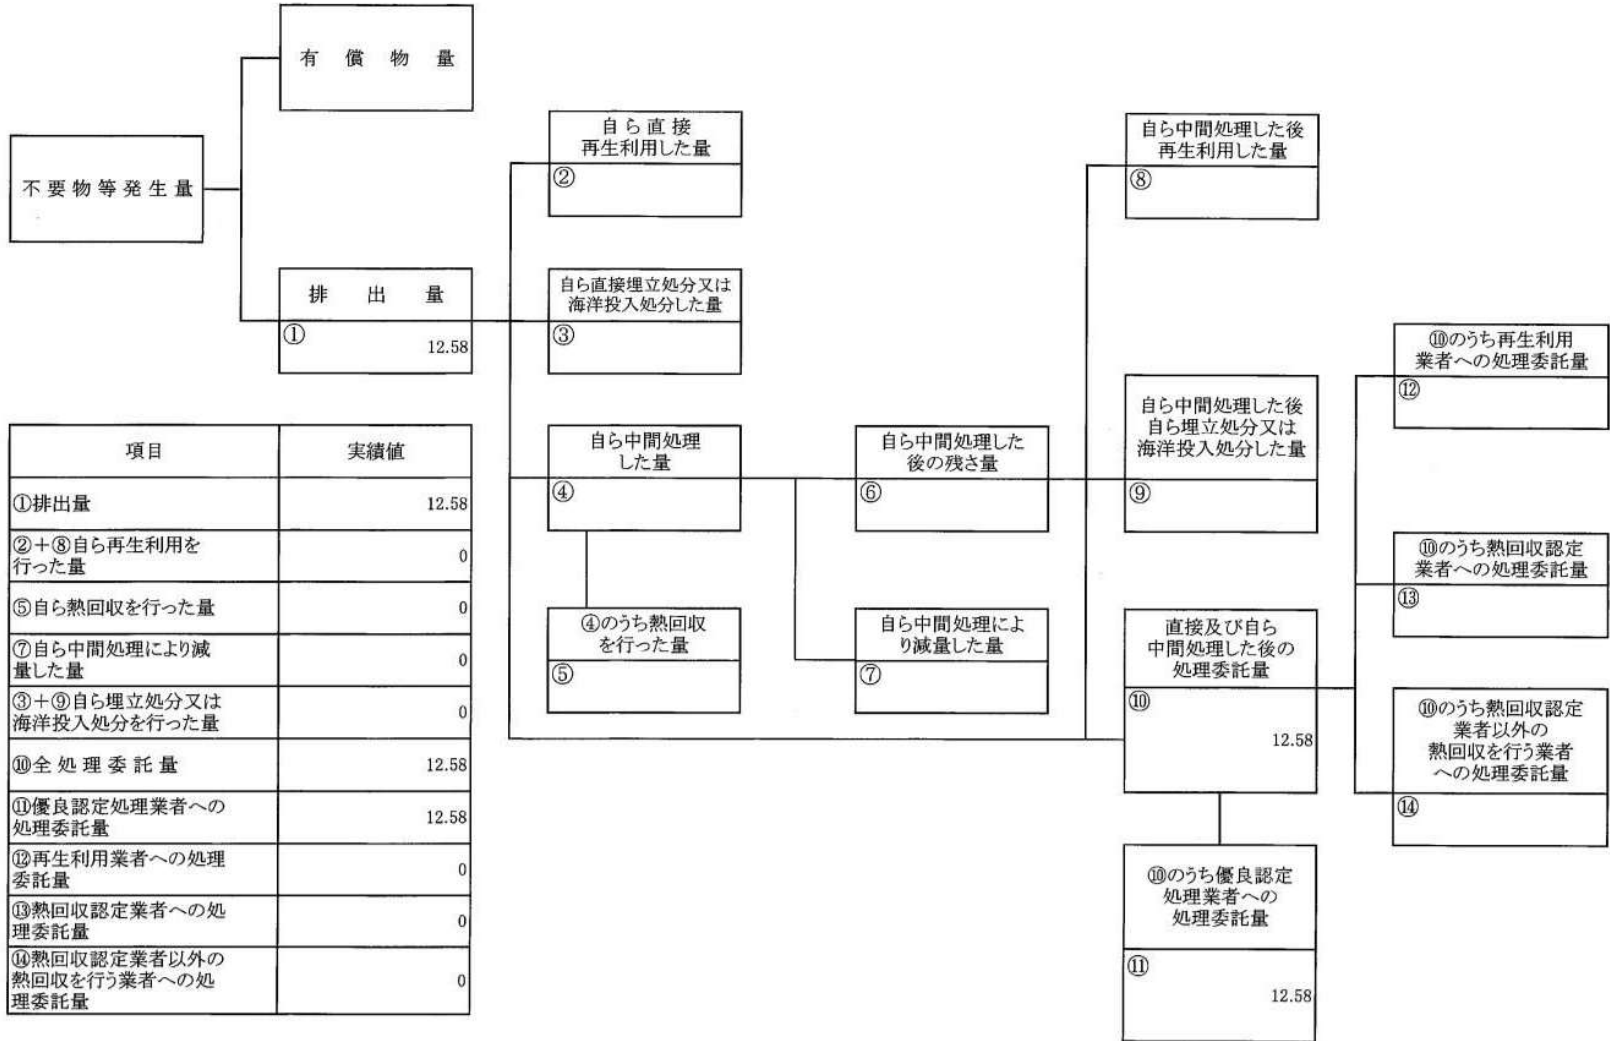 有償物量
不要物等発生量
排出量
①
12.58
自ら直接
再生利用した量
②
自ら直接埋立処分又は
海洋投入処分した量
③
自ら中間処理
した量
④
④のうち熱回収
を行った量
⑤
自ら中間処理した
後の残さ量
⑥
自ら中間処理によ
り減量した量
⑦
自ら中間処理した後
再生利用した量
⑧
自ら中間処理した後
自ら埋立処分又は
海洋投入処分した量
⑨
直接及び自ら
中間処理した後の
処理委託量
⑩
12.58
⑩のうち優良認定
処理業者への
処理委託量
⑪
12.58
⑩のうち再生利用
業者への処理委託量
⑫
⑩のうち熱回収認定
業者への処理委託量
⑬
⑩のうち熱回収認定
業者以外の
熱回収を行う業者
への処理委託量
⑭
項目 実績値
①排出量 12.58
②+⑧自ら再生利用を
行った量 0
⑤自ら熱回収を行った量 0
⑦自ら中間処理により減
量した量 0
③+⑨自ら埋立処分又は
海洋投入処分を行った量 0
⑩全処理委託量 12.58
⑪優良認定処理業者への
処理委託量 12.58
⑫再生利用業者への処理
委託量 0
⑬熱回収認定業者への処
理委託量 0
⑭熱回収認定業者以外の
熱回収を行う業者への処
理委託量 0